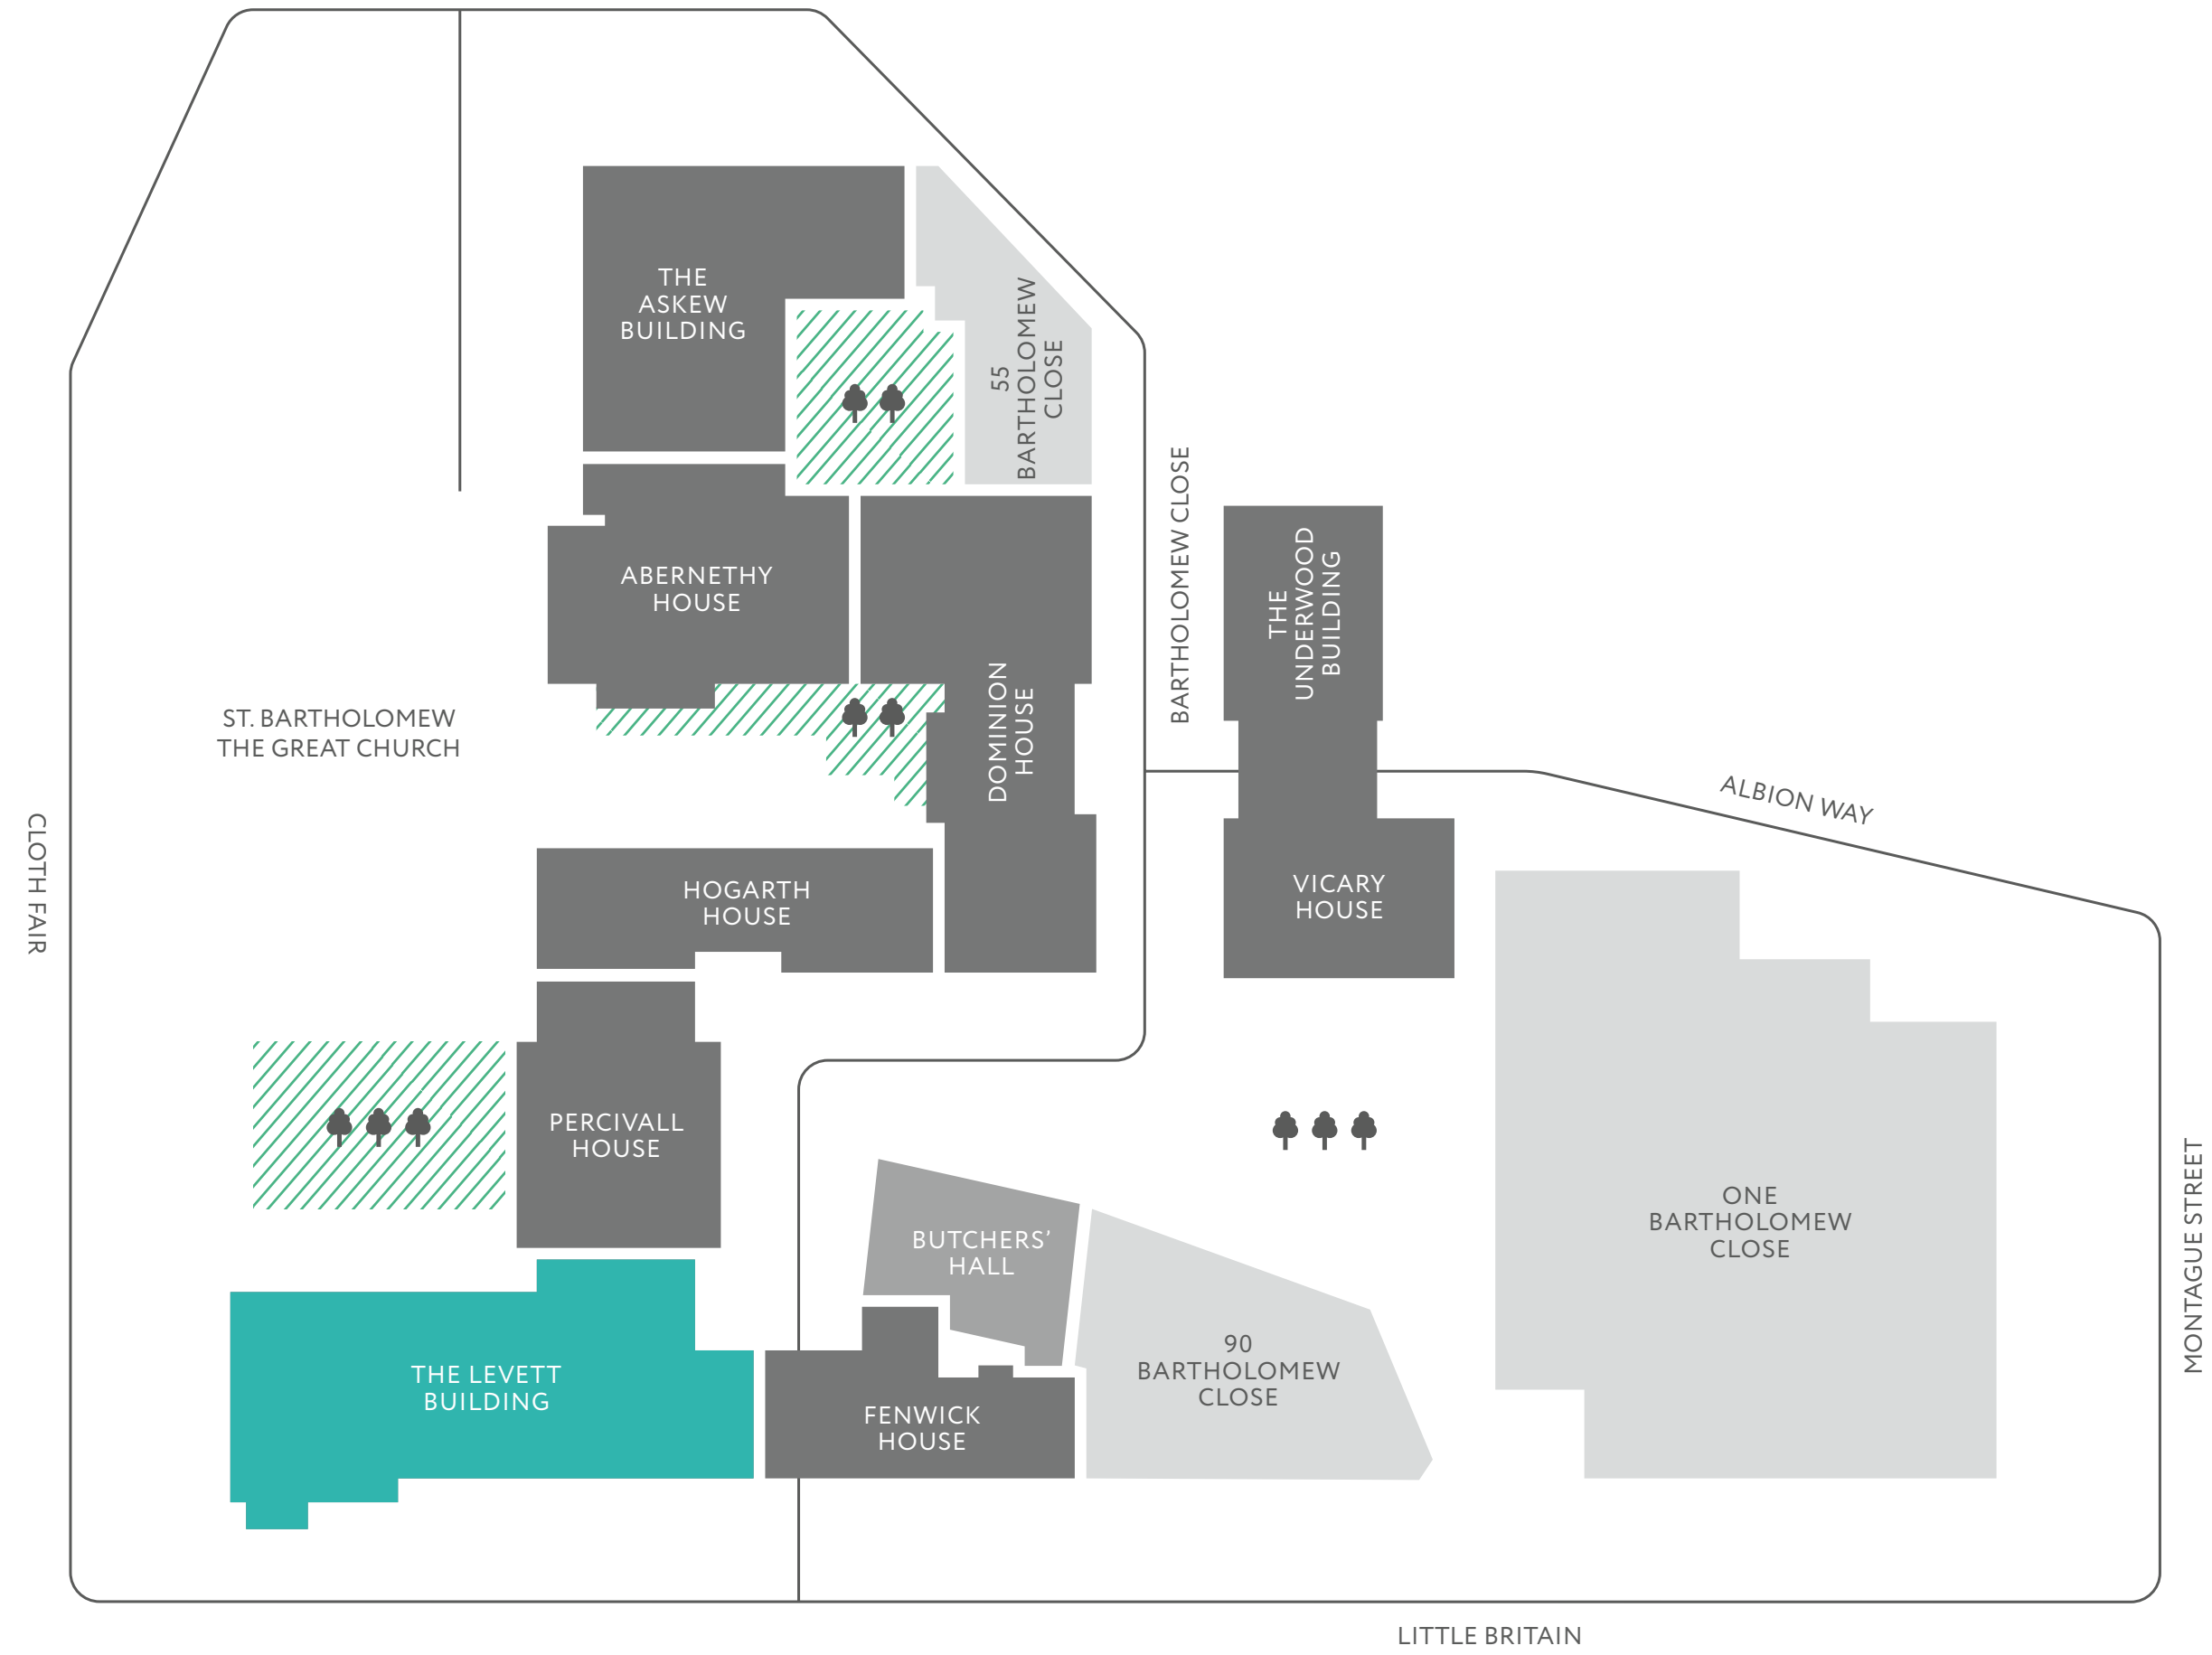 THE
ASKEW
BUILDING
55
BARTHOLOMEW
CLOSE
ABERNETHY
HOUSE
BARTHOLOMEW CLOSE
THE
UNDERWOOD
BUILDING
DOMINION
HOUSE
ST. BARTHOLOMEW
THE GREAT CHURCH
ALBION WAY
CLOTH FAIR
HOGARTH
HOUSE
VICARY
HOUSE
PERCIVALL
HOUSE
ONE
BARTHOLOMEW
CLOSE
MONTAGUE STREET
BUTCHERS’
HALL
90
BARTHOLOMEW
CLOSE
THE LEVETT
BUILDING
FENWICK
HOUSE
LITTLE BRITAIN